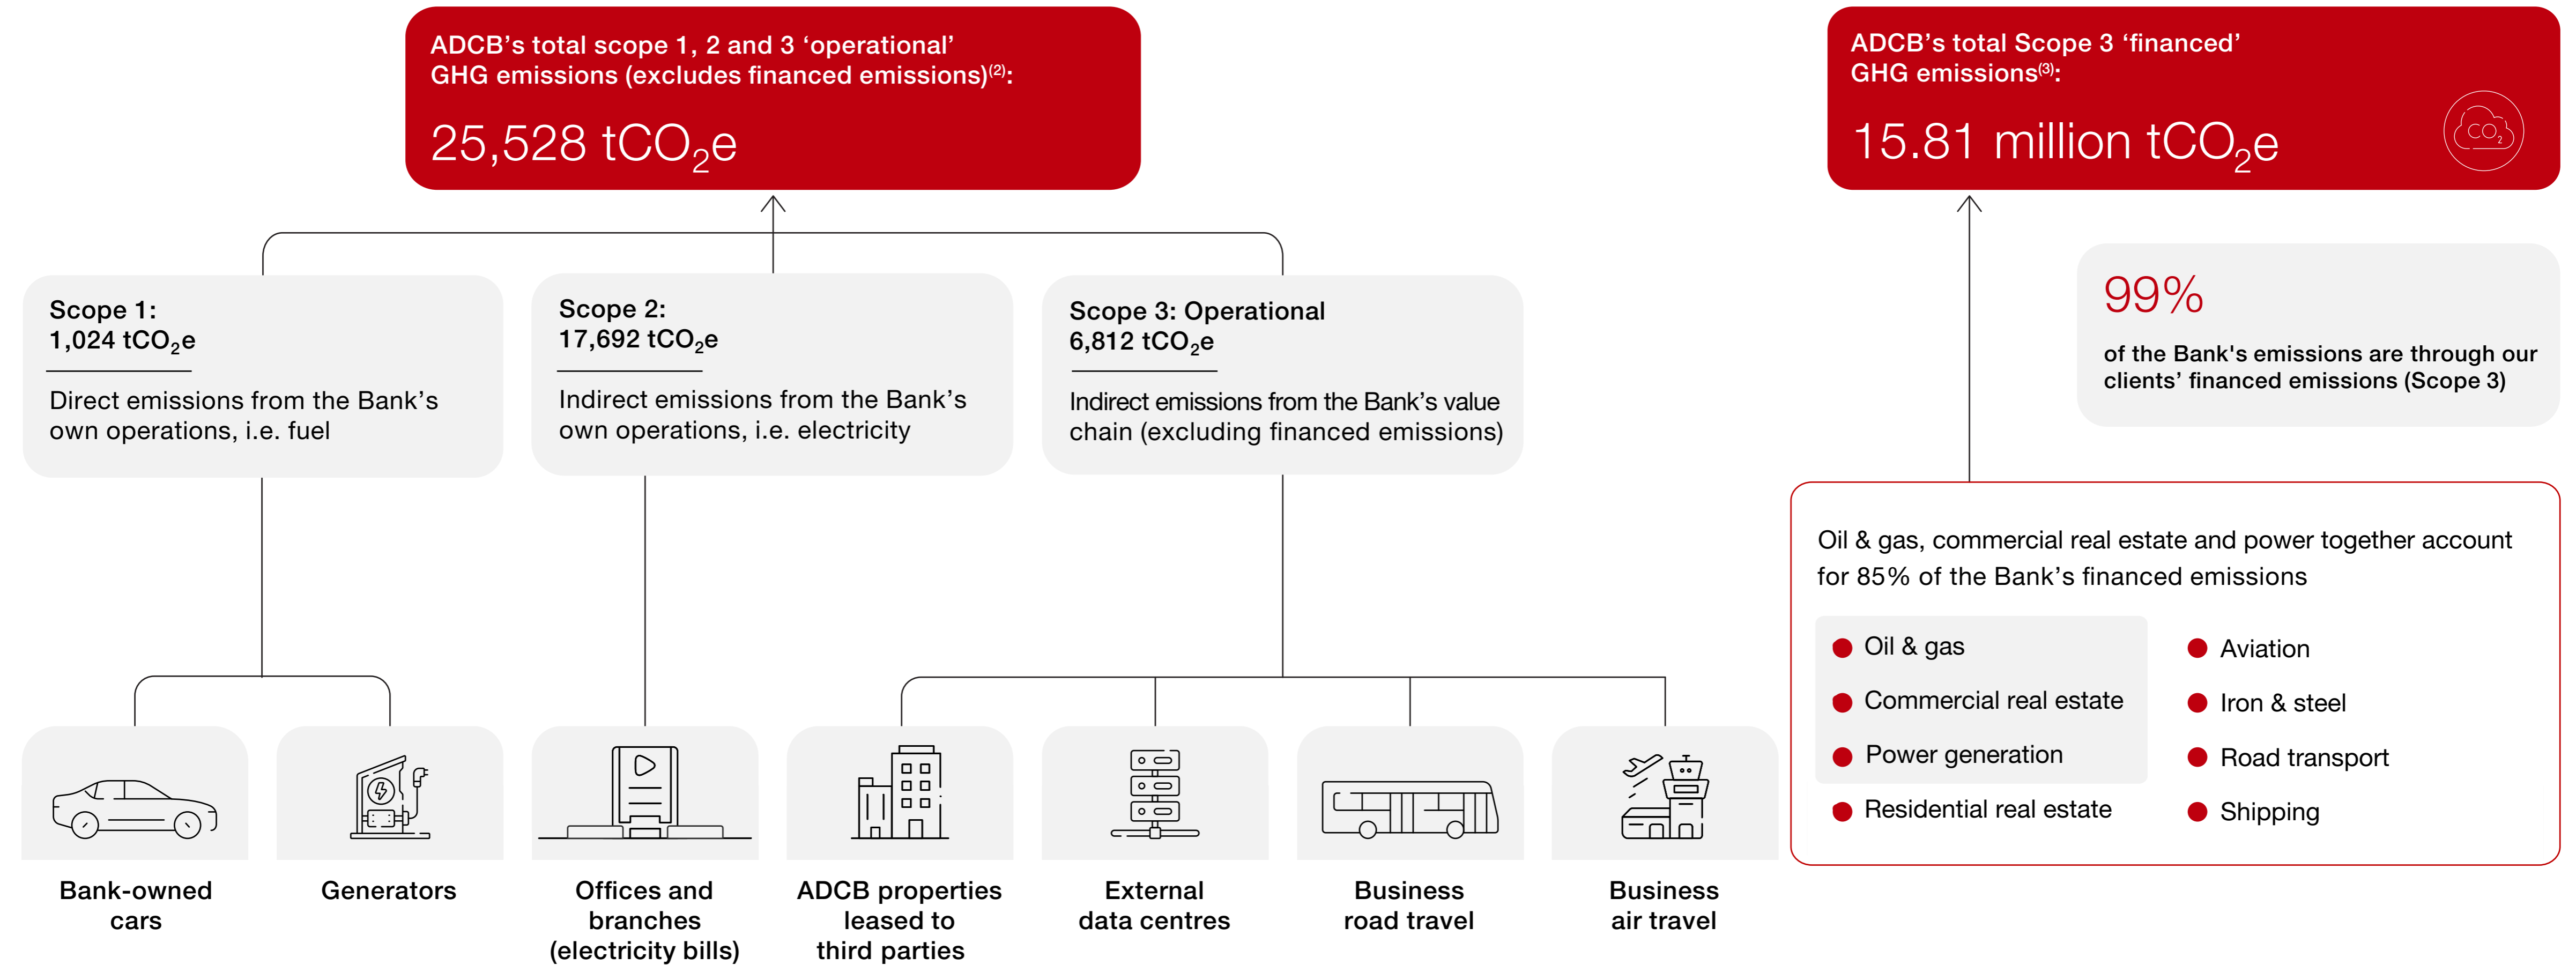 ADCB’s total scope 1, 2 and 3 ‘operational’
GHG emissions (excludes financed emissions)(2):
25,528 tCO2e
Scope 1:
1,024 tCO2e
Direct emissions from the Bank’s
own operations, i.e. fuel
Scope 2:
17,692 tCO2e
Indirect emissions from the Bank’s
own operations, i.e. electricity
Scope 3: Operational
6,812 tCO2e
Indirect emissions from the Bank’s value
chain (excluding financed emissions)
Bank-owned
cars
Generators
Offices and
branches
(electricity bills)
ADCB properties
leased to
third parties
External
data centres
Business
road travel
Business
air travel
ADCB’s total Scope 3 ‘financed’
GHG emissions(3):
15.81 million tCO2e
CO2
99%
of the Bank's emissions are through our
clients’ financed emissions (Scope 3)
Oil & gas, commercial real estate and power together account
for 85% of the Bank’s financed emissions
Oil & gas
Commercial real estate
Power generation
Residential real estate
Aviation
Iron & steel
Road transport
Shipping